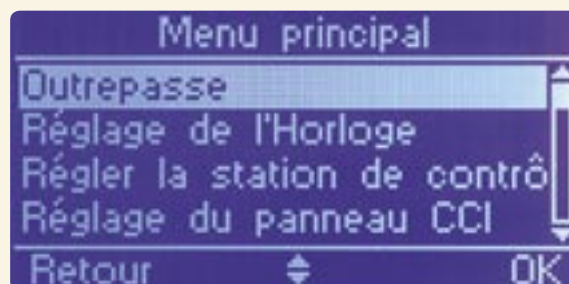 Menu principal
Outrepasse
Réglage de l'Horloge
Régler la station de contrô
Réglage du panneau CCI
Retour OK